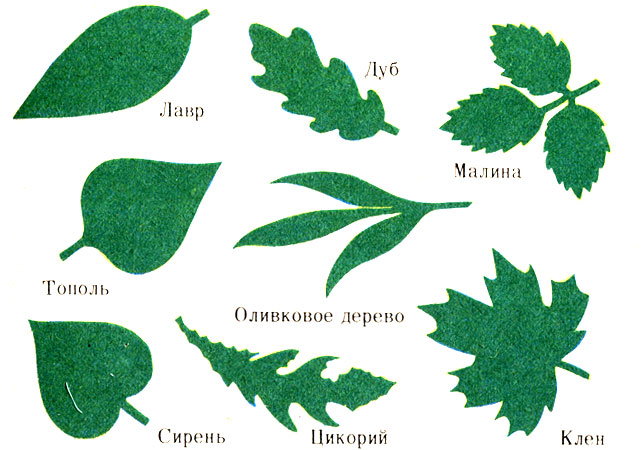 Лавр
Дуб
Малина
Тополь
Оливковое дерево
Сирень
Цикорий
Клен